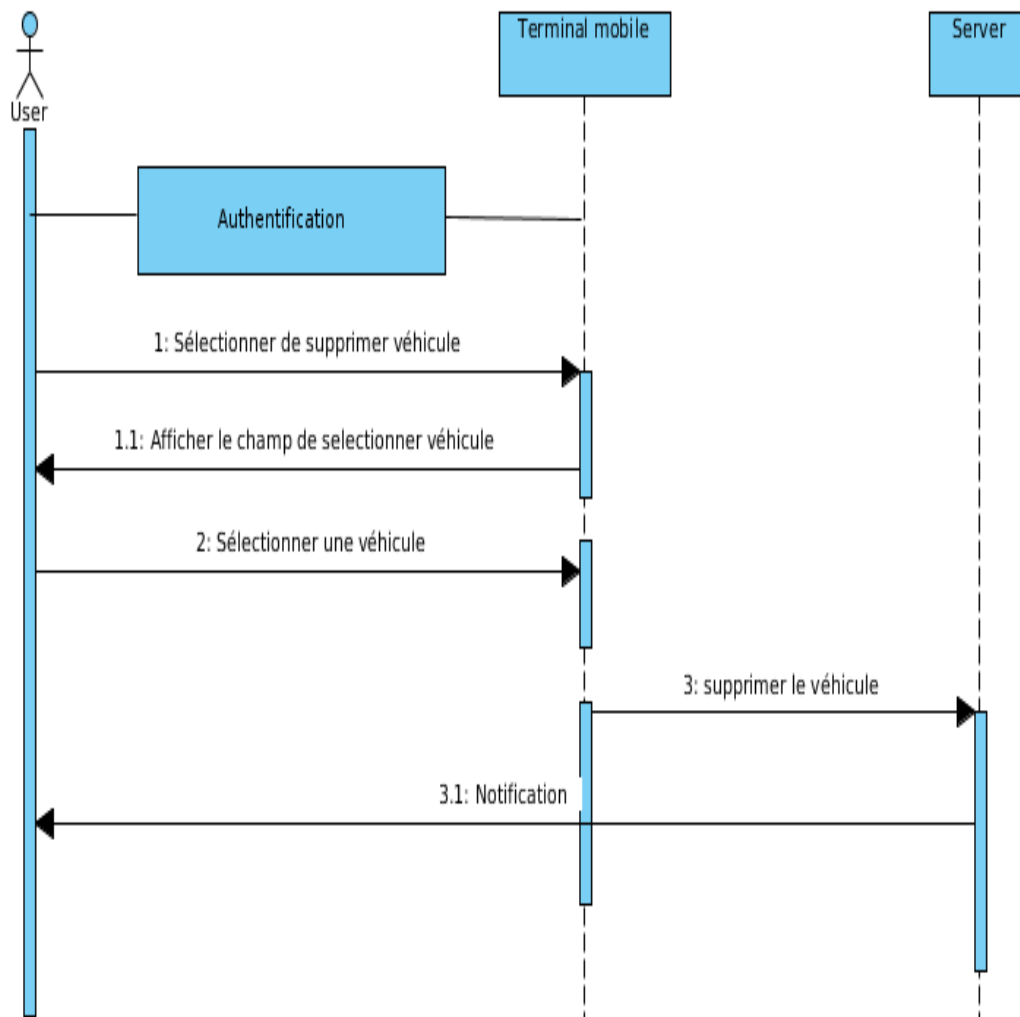 Terminal mobile
Server
User
Authentification
1: Sélectionner de supprimer véhicule
1.1: Afficher le champ de selectionner véhicule
2: Sélectionner une véhicule
3: supprimer le véhicule
3.1: Notification